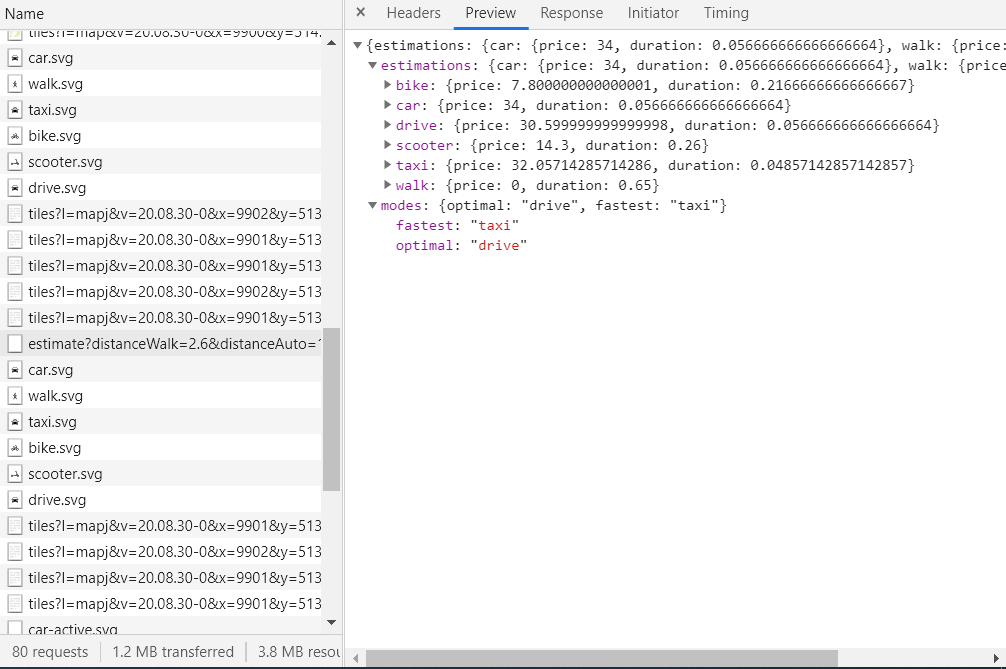 Name
tiles?l=map&v=20.08.30-0&x=9900&y=514.
car.svg
walk.svg
taxi.svg
bike.svg
scooter.svg
drive.svg
tiles?l=mapj&v=20.08.30-0&x=9902&y=513
tiles?l=mapj&v=20.08.30-0&x=9901&y=513
tiles?l=mapj&v=20.08.30-0&x=9901&y=513
tiles?l=mapj&v=20.08.30-0&x=9902&y=513
tiles?l=mapj&v=20.08.30-0&x=9901&y=513
estimate?distanceWalk=2.6&distanceAuto=1
car.svg
walk.svg
taxi.svg
bike.svg
scooter.svg
drive.svg
tiles?l=mapj&v=20.08.30-0&x=9901&y=513
tiles?l=mapj&v=20.08.30-0&x=9902&y=513
tiles?l=mapj&v=20.08.30-0&x=9901&y=513
tiles?l=mapj&v=20.08.30-0&x=9901&y=513
car-active.svg
80 requests 1.2 MB transferred 3.8 MB resou
× Headers Preview Response Initiator Timing
{estimations: {car: {price: 34, duration: 0.056666666666666664}, walk: {price:
estimations: {car: {price: 34, duration: 0.056666666666666664}, walk: {price
bike: {price: 7.800000000000001, duration: 0.21666666666666667}
car: {price: 34, duration: 0.056666666666666664}
drive: {price: 30.599999999999998, duration: 0.056666666666666664}
scooter: {price: 14.3, duration: 0.26}
taxi: {price: 32.05714285714286, duration: 0.04857142857142857}
walk: {price: 0, duration: 0.65}
modes: {optimal: "drive", fastest: "taxi"}
fastest: "taxi"
optimal: "drive"